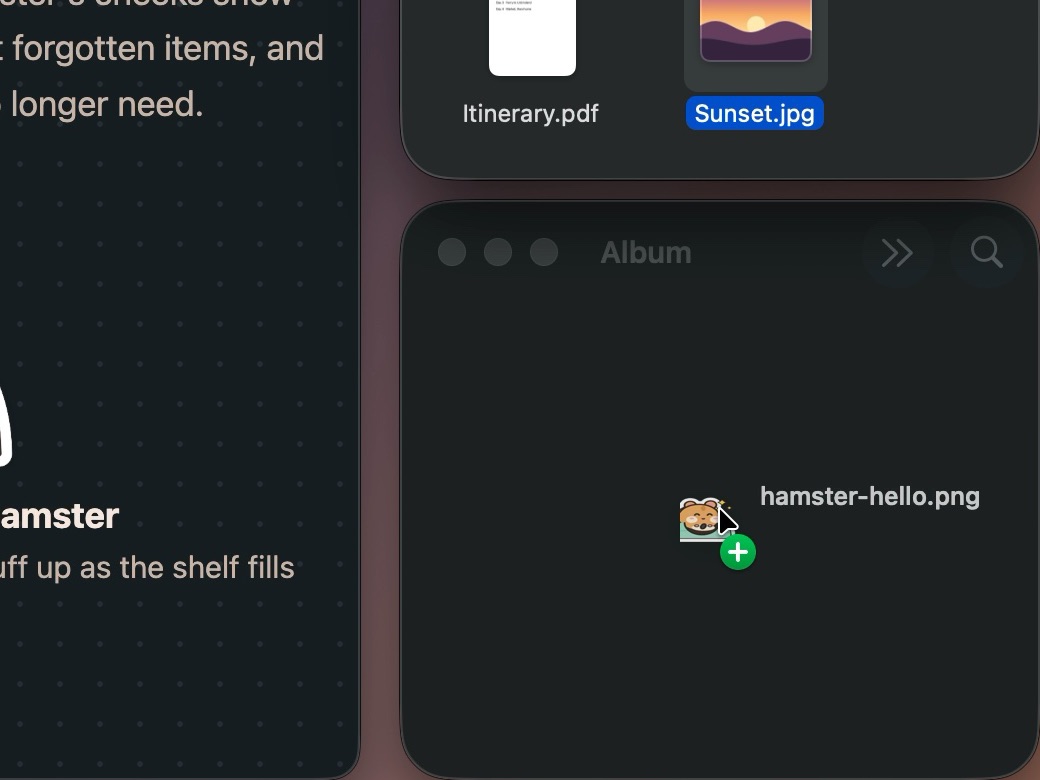 forgotten items, and
longer need.
amster
uff up as the shelf fills
Itinerary.pdf
Sunset.jpg
Album
hamster-hello.png